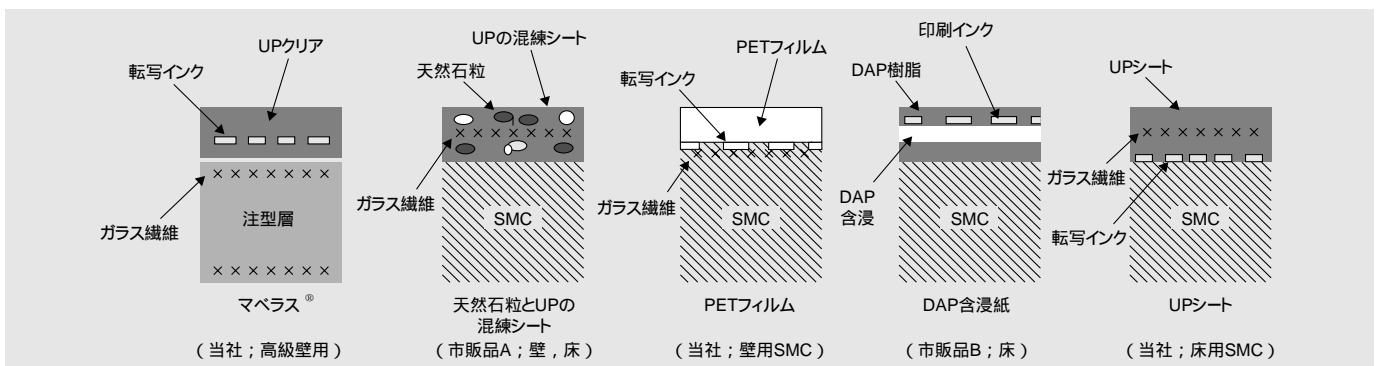 UPクリア
転写インク
ガラス繊維
注型層
マベラス ®
(当社;高級壁用)
UPの混練シート
天然石粒
ガラス繊維
SMC
天然石粒とUPの
混練シート
(市販品A;壁,床)
PETフィルム
転写インク
ガラス繊維
SMC
PETフィルム
(当社;壁用SMC)
印刷インク
DAP樹脂
DAP
含浸
SMC
DAP含浸紙
(市販品B;床)
UPシート
ガラス繊維
転写インク
SMC
UPシート
(当社;床用SMC)